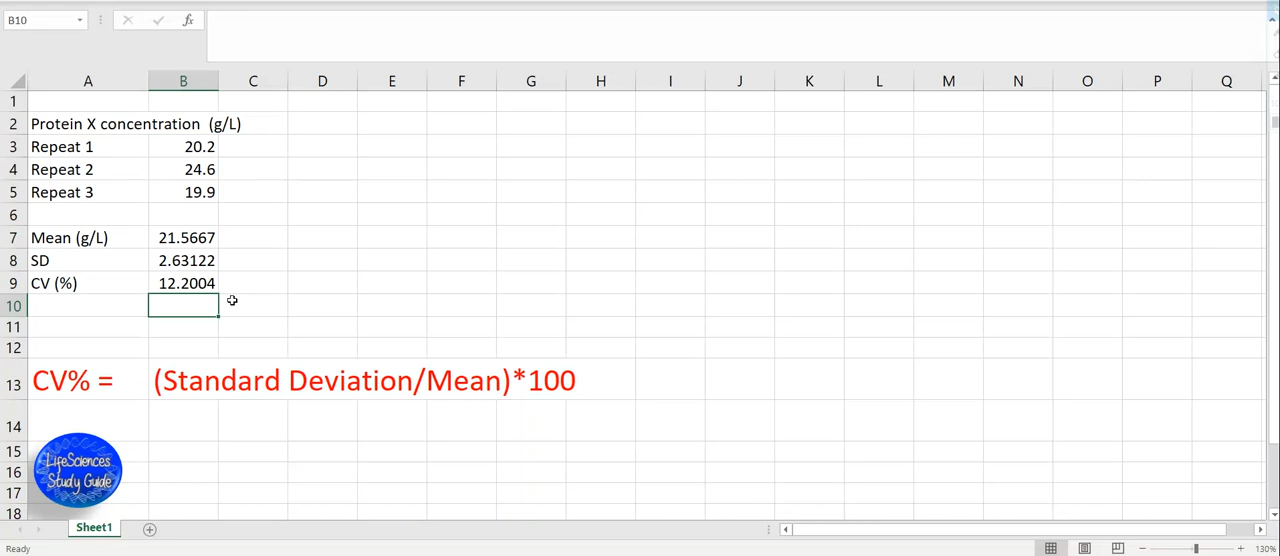 B10
fx
A B C D E F G H I J K L M N O P Q
1
2 Protein X concentration (g/L)
3 Repeat 1 20.2
4 Repeat 2 24.6
5 Repeat 3 19.9
6
7 Mean (g/L) 21.5667
8 SD 2.63122
9 CV (%) 12.2004
10
11
12
13 CV% = (Standard Deviation/Mean)*100
14
15
16
17
18
LifeSciences
Study Guide
Sheet1
Ready 130%